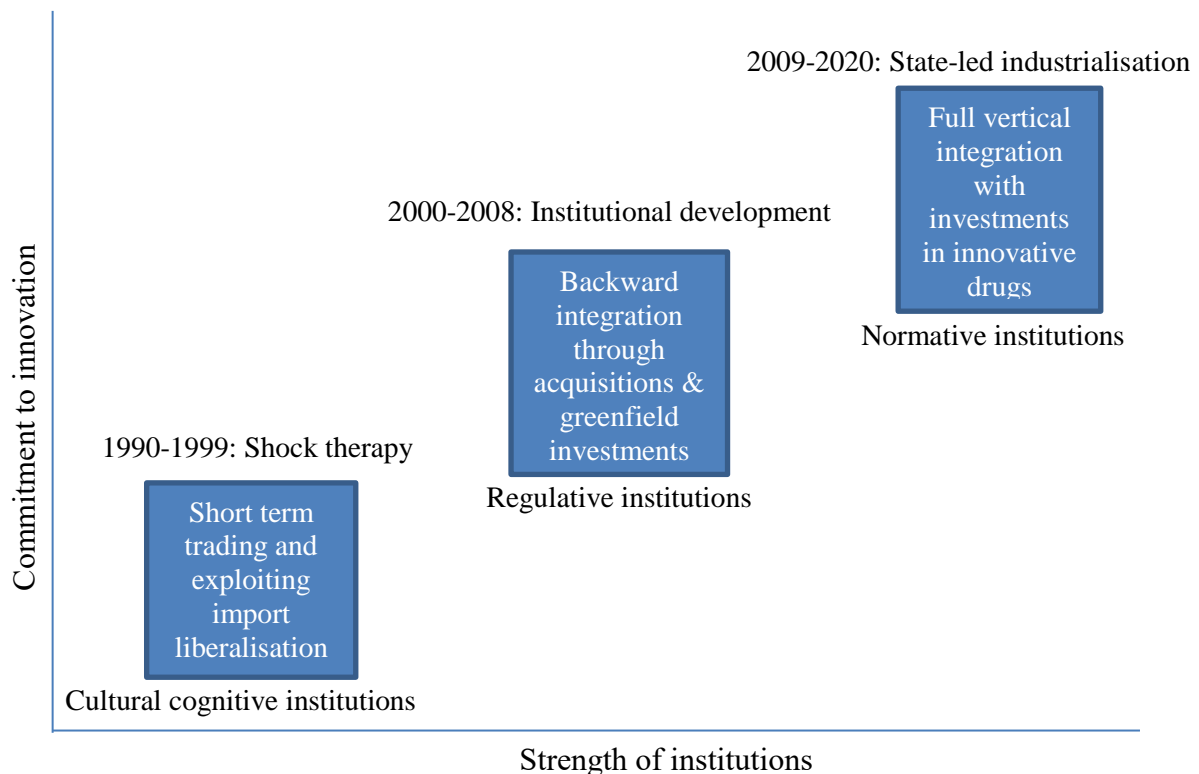 2009-2020: State-led industrialisation
Full vertical
integration
with
investments
in innovative
drugs
Normative institutions
2000-2008: Institutional development
Backward
integration
through
acquisitions &
greenfield
investments
Regulative institutions
1990-1999: Shock therapy
Short term
trading and
exploiting
import
liberalisation
Cultural cognitive institutions
Commitment to innovation
Strength of institutions